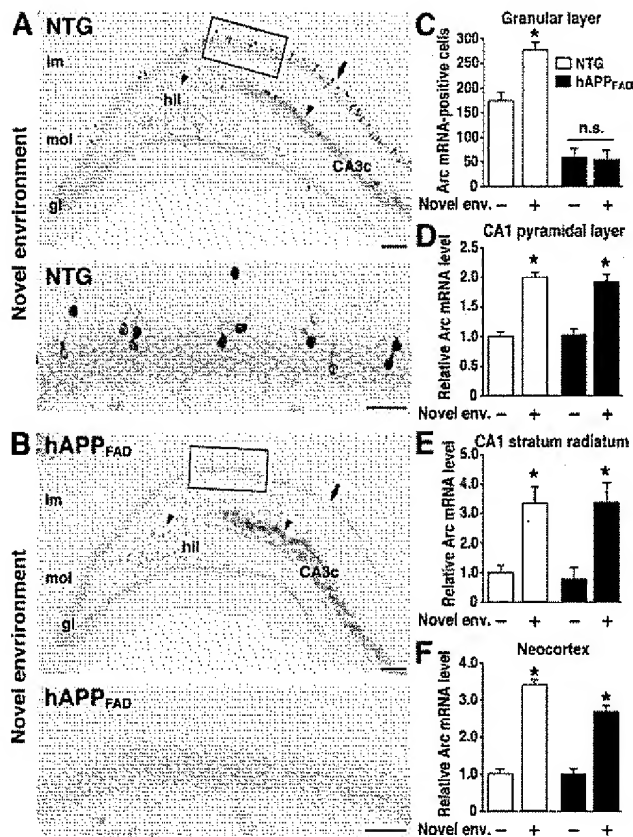 A NTG
lm
hil
mol
CA3c
gl
Novel envrironment
NTG
B hAPPFAD
lm
hil
mol
CA3c
gl
Novel envrironment
hAPPFAD
C Granular layer
Arc mRNA-positive cells
300
250
200
150
100
50
0
*
n.s.
NTG
hAPPFAD
Novel env. − + − +
D CA1 pyramidal layer
Relative Arc mRNA level
2.5
2.0
1.5
1.0
0.5
0
* *
Novel env. − + − +
E CA1 stratum radiatum
Relative Arc mRNA level
5.0
4.0
3.0
2.0
1.0
0
* *
Novel env. − + − +
F Neocortex
Relative Arc mRNA level
4.0
3.0
2.0
1.0
0
* *
Novel env. − + − +